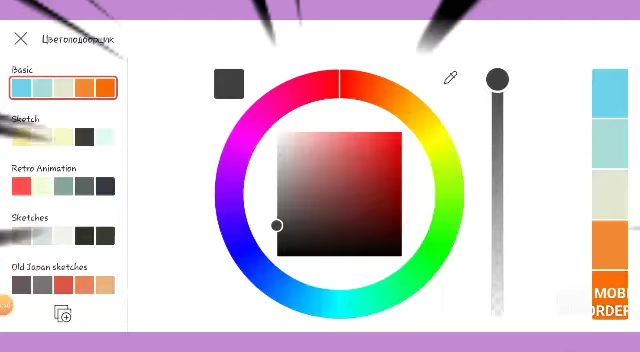 Цветоподборщик
Basic
Sketch
Retro Animation
Sketches
Old Japan sketches
MOBI
ORDER